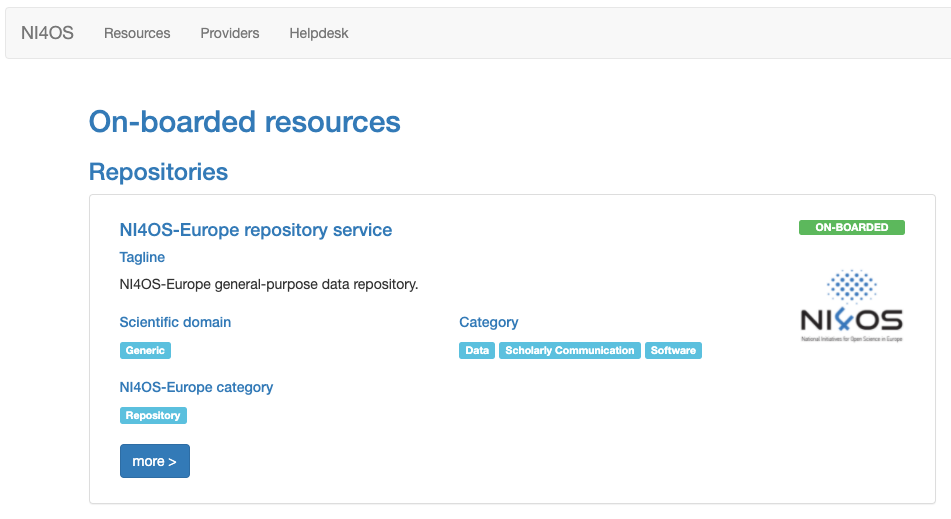 NI4OS Resources Providers Helpdesk
On-boarded resources
Repositories
NI4OS-Europe repository service
ON-BOARDED
Tagline
NI4OS-Europe general-purpose data repository.
NI4OS
National Initiatives for Open Science in Europe
Scientific domain
Category
Generic
Data Scholarly Communication Software
NI4OS-Europe category
Repository
more >